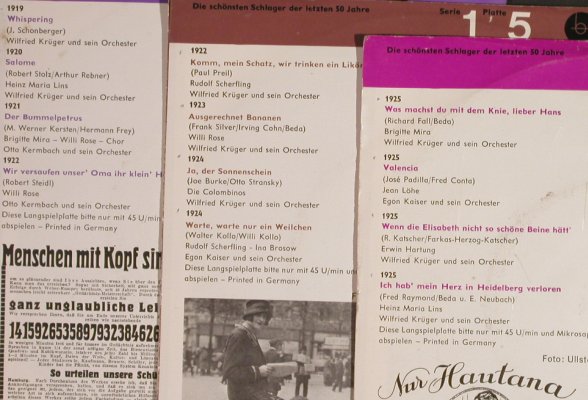 1919
Whispering
(J. Schonberger)
Wilfried Krüger und sein Orchester
1920
Salome
(Robert Stolz/Arthur Rebner)
Heinz Maria Lins
Wilfried Krüger und sein Orchester
1921
Der Bummelpetrus
(M. Werner Kersten/Hermann Frey)
Brigitte Mira - Willi Rose - Chor
Otto Kermbach und sein Orchester
1922
Wir versaufen unser' Oma ihr klein' H
(Robert Steidl)
Willi Rose
Otto Kermbach und sein Orchester
Diese Langspielplatte bitte nur mit 45 U/min u
abspielen – Printed in Germany
Menschen mit Kopf sin
ganz unglaubliche Lei
1415926535897932384626
So urteilen unsere Schü
Die schönsten Schlager der letzten 50 Jahre
Serie Platte
1 5
1922
Komm, mein Schatz, wir trinken ein Likör
(Paul Preil)
Rudolf Scherfling
Wilfried Krüger und sein Orchester
1923
Ausgerechnet Bananen
(Frank Silver/Irving Cohn/Beda)
Willi Rose
Wilfried Krüger und sein Orchester
1924
Ja, der Sonnenschein
(Joe Burke/Otto Stransky)
Die Colombinos
Wilfried Krüger und sein Orchester
1924
Warte, warte nur ein Weilchen
(Walter Kollo/Willi Kollo)
Rudolf Scherfling - Ina Brosow
Egon Kaiser und sein Orchester
Diese Langspielplatte bitte nur mit 45 U/min
abspielen – Printed in Germany
Die schönsten Schlager der letzten 50 Jahre
1925
Was machst du mit dem Knie, lieber Hans
(Richard Fall/Beda)
Brigitte Mira
Wilfried Krüger und sein Orchester
1925
Valencia
(José Padilla/Fred Conta)
Jean Löhe
Egon Kaiser und sein Orchester
1925
Wenn die Elisabeth nicht so schöne Beine hätt'
(R. Katscher/Farkas-Herzog-Katscher)
Erwin Hartung
Wilfried Krüger und sein Orchester
1925
Ich hab' mein Herz in Heidelberg verloren
(Fred Raymond/Beda u. E. Neubach)
Heinz Maria Lins
Wilfried Krüger und sein Orchester
Diese Langspielplatte bitte nur mit 45 U/min und Mikrosap
abspielen – Printed in Germany
Foto: Ullste
Nur Hautana